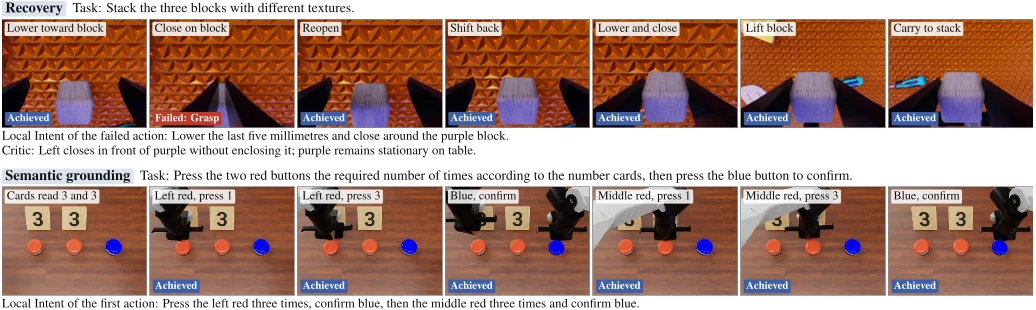 Recovery Task: Stack the three blocks with different textures.
Lower toward block Close on block Reopen Shift back Lower and close Lift block Carry to stack
Achieved Failed: Grasp Achieved Achieved Achieved Achieved Achieved
Local Intent of the failed action: Lower the last five millimetres and close around the purple block.
Critic: Left closes in front of purple without enclosing it; purple remains stationary on table.
Semantic grounding Task: Press the two red buttons the required number of times according to the number cards, then press the blue button to confirm.
Cards read 3 and 3 Left red, press 1 Left red, press 3 Blue, confirm Middle red, press 1 Middle red, press 3 Blue, confirm
3 3 3 3 3 3 3 3 3 3
Achieved Achieved Achieved Achieved Achieved Achieved
Local Intent of the first action: Press the left red three times, confirm blue, then the middle red three times and confirm blue.